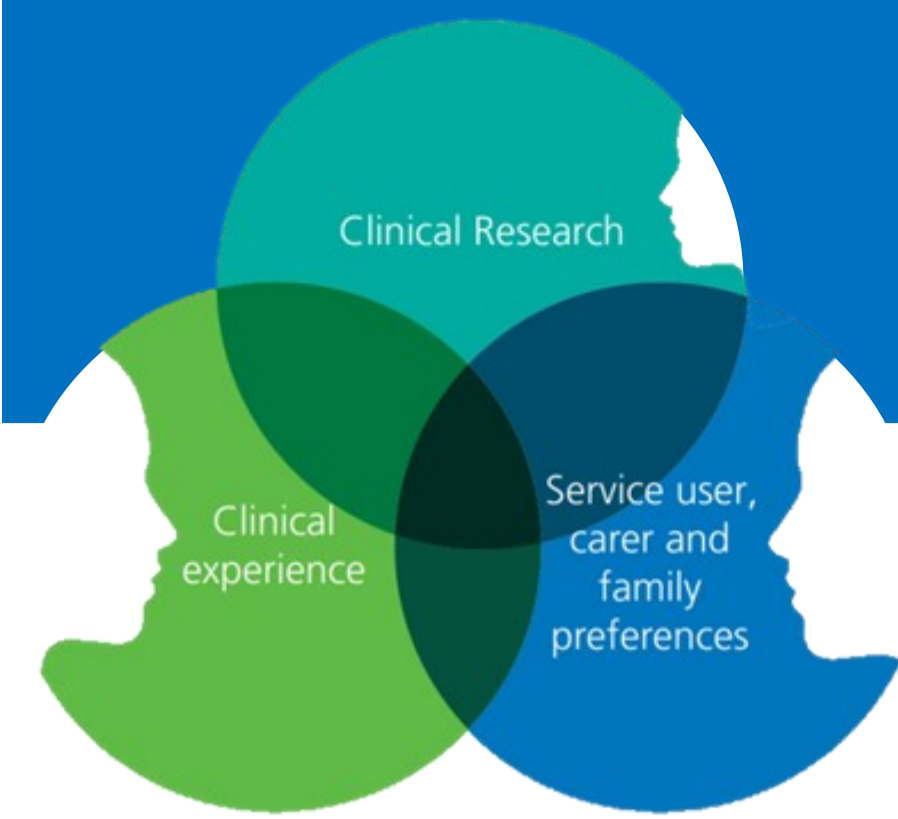 Clinical Research
Clinical
experience
Service user,
carer and
family
preferences